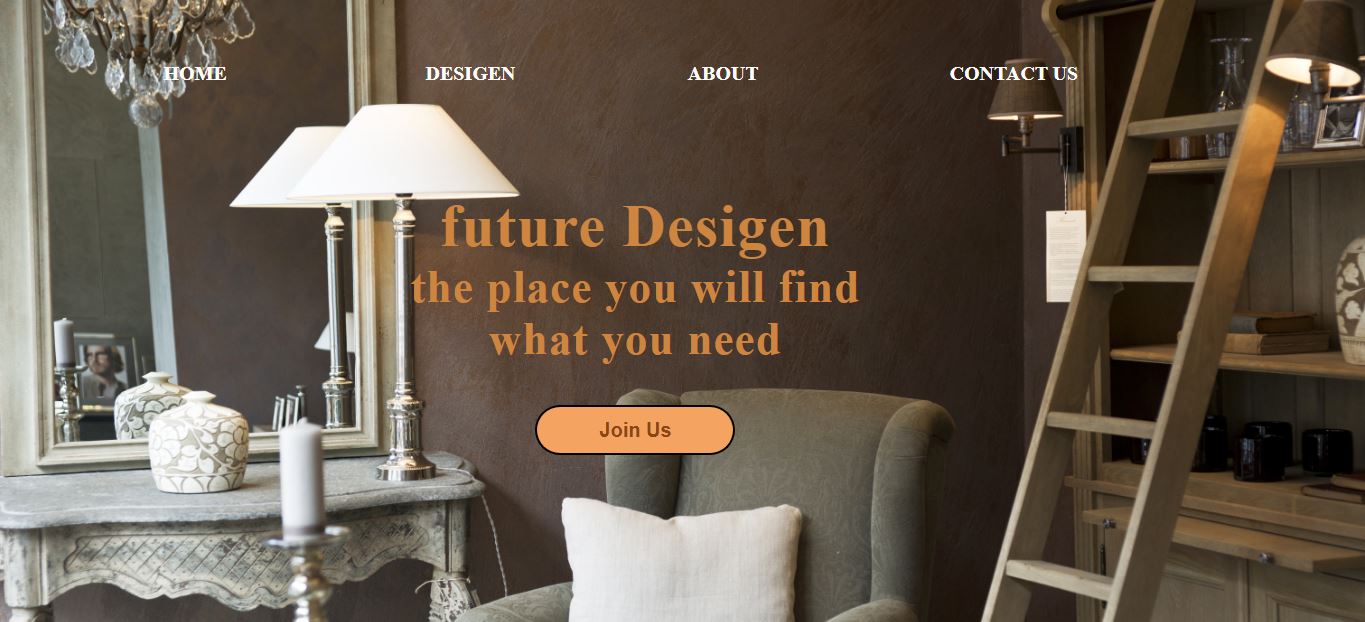 HOME
DESIGEN
ABOUT
CONTACT US
future Desigen
the place you will find
what you need
Join Us